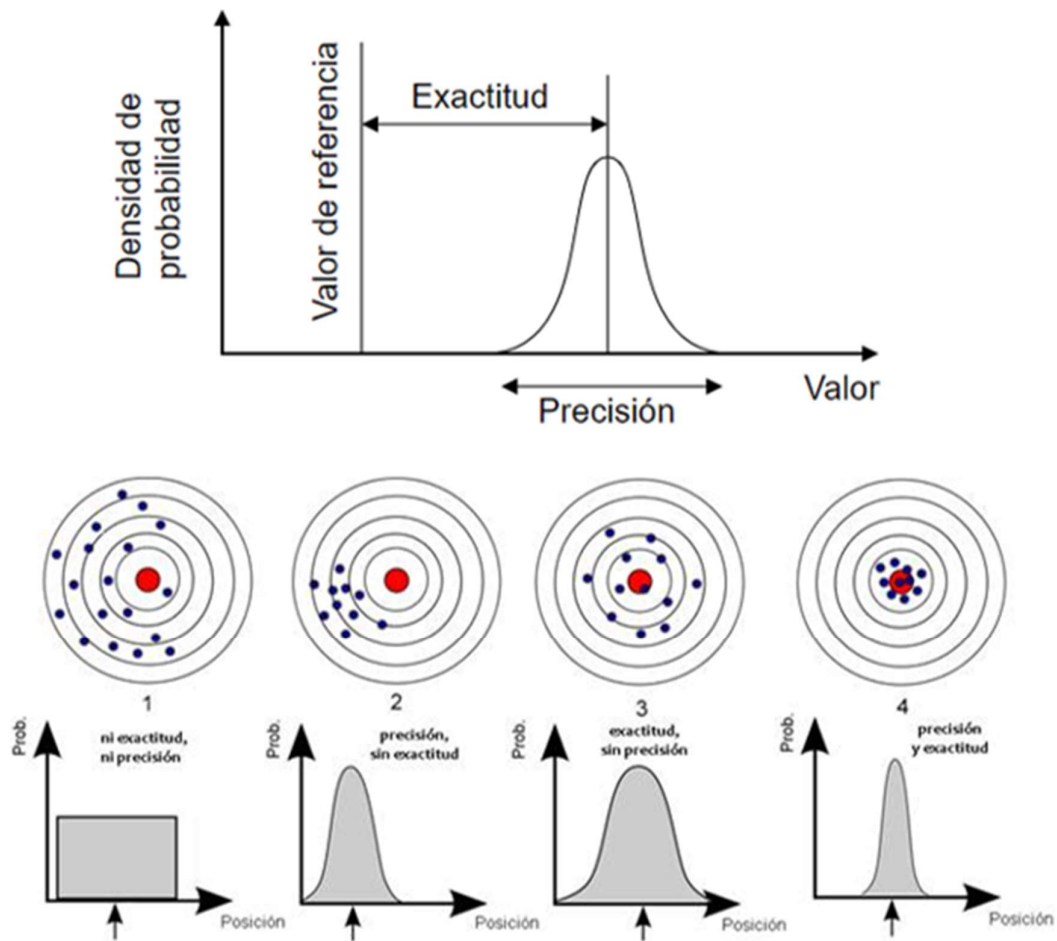 Densidad de
probabilidad
Valor de referencia
Exactitud
Valor
Precisión
1
2
3
4
Prob.
ni exactitud,
ni precisión
Posición
Prob.
precisión,
sin exactitud
Posición
Prob.
exactitud,
sin precisión
Posición
Prob.
precisión
y exactitud
Posición